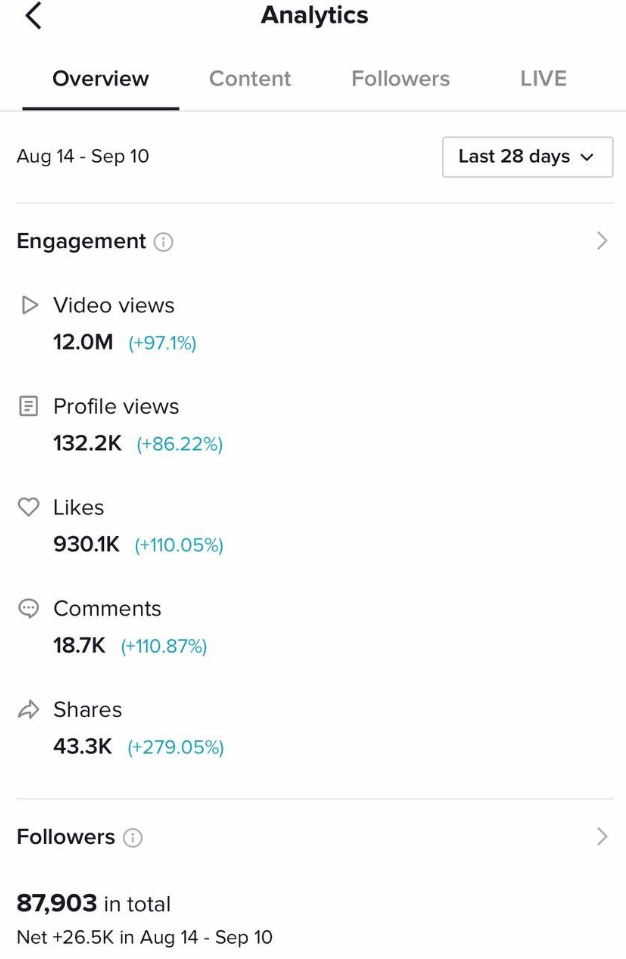 Analytics
Overview Content Followers LIVE
Aug 14 - Sep 10 Last 28 days
Engagement
Video views
12.0M (+97.1%)
Profile views
132.2K (+86.22%)
Likes
930.1K (+110.05%)
Comments
18.7K (+110.87%)
Shares
43.3K (+279.05%)
Followers
87,903 in total
Net +26.5K in Aug 14 - Sep 10